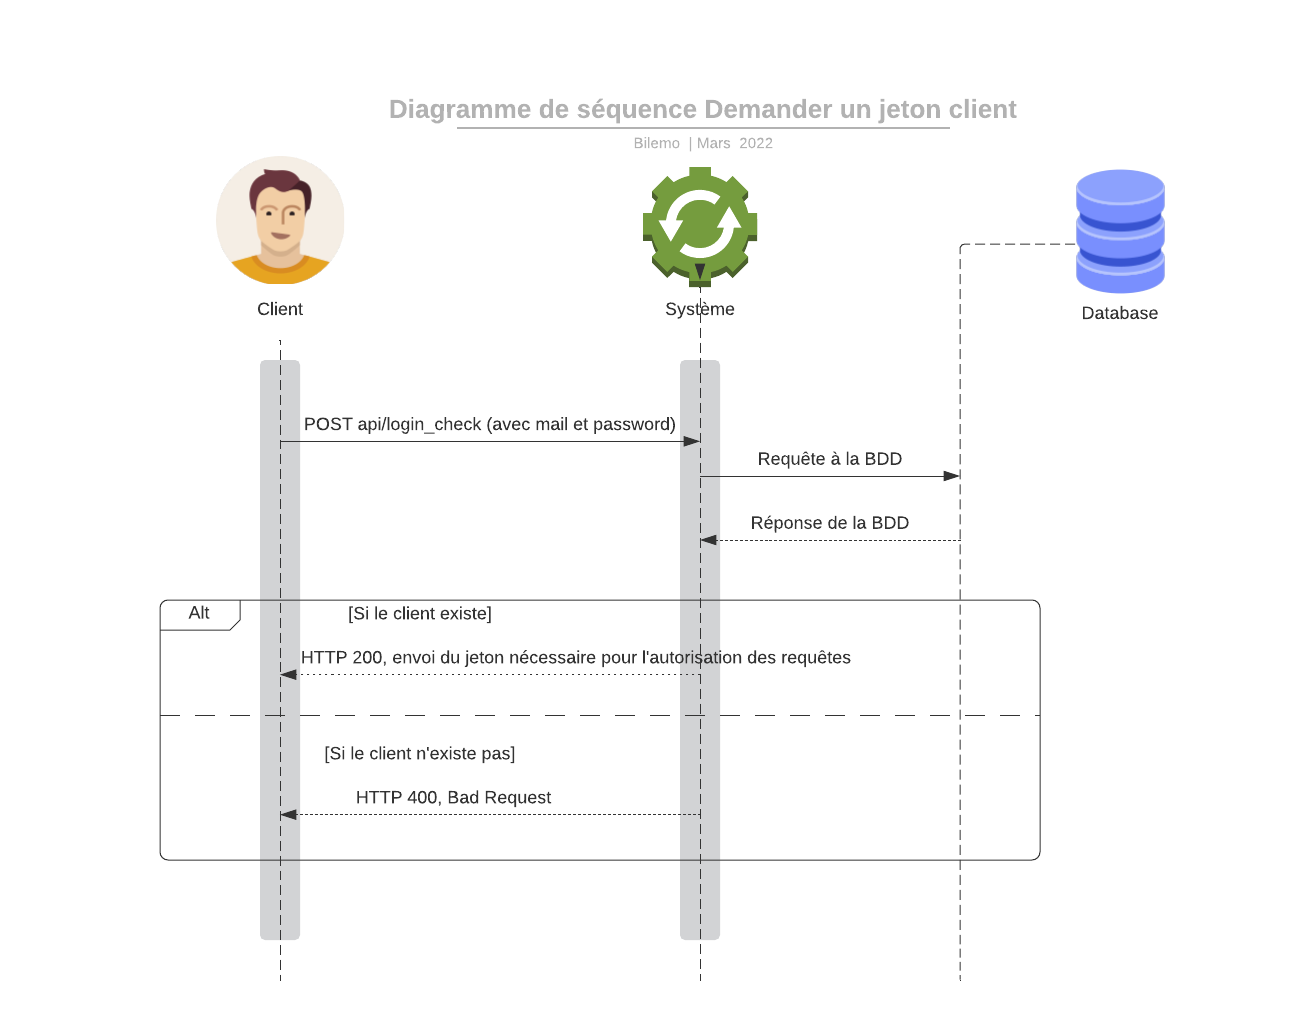 Diagramme de séquence Demander un jeton client
Bilemo | Mars 2022
Client
Système
Database
POST api/login_check (avec mail et password)
Requête à la BDD
Réponse de la BDD
Alt
[Si le client existe]
HTTP 200, envoi du jeton nécessaire pour l'autorisation des requêtes
[Si le client n'existe pas]
HTTP 400, Bad Request